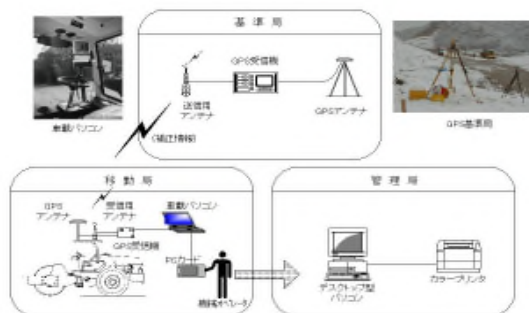 基準局
GPS受信機
送信用
アンテナ
GPSアンテナ
車載パソコン
GPS基準局
(補正情報)
移動局
GPS
アンテナ
受信用
アンテナ
車載パソコン
GPS受信機
PCカード
機械オペレータ
管理局
デスクトップ型
パソコン
カラープリンタ